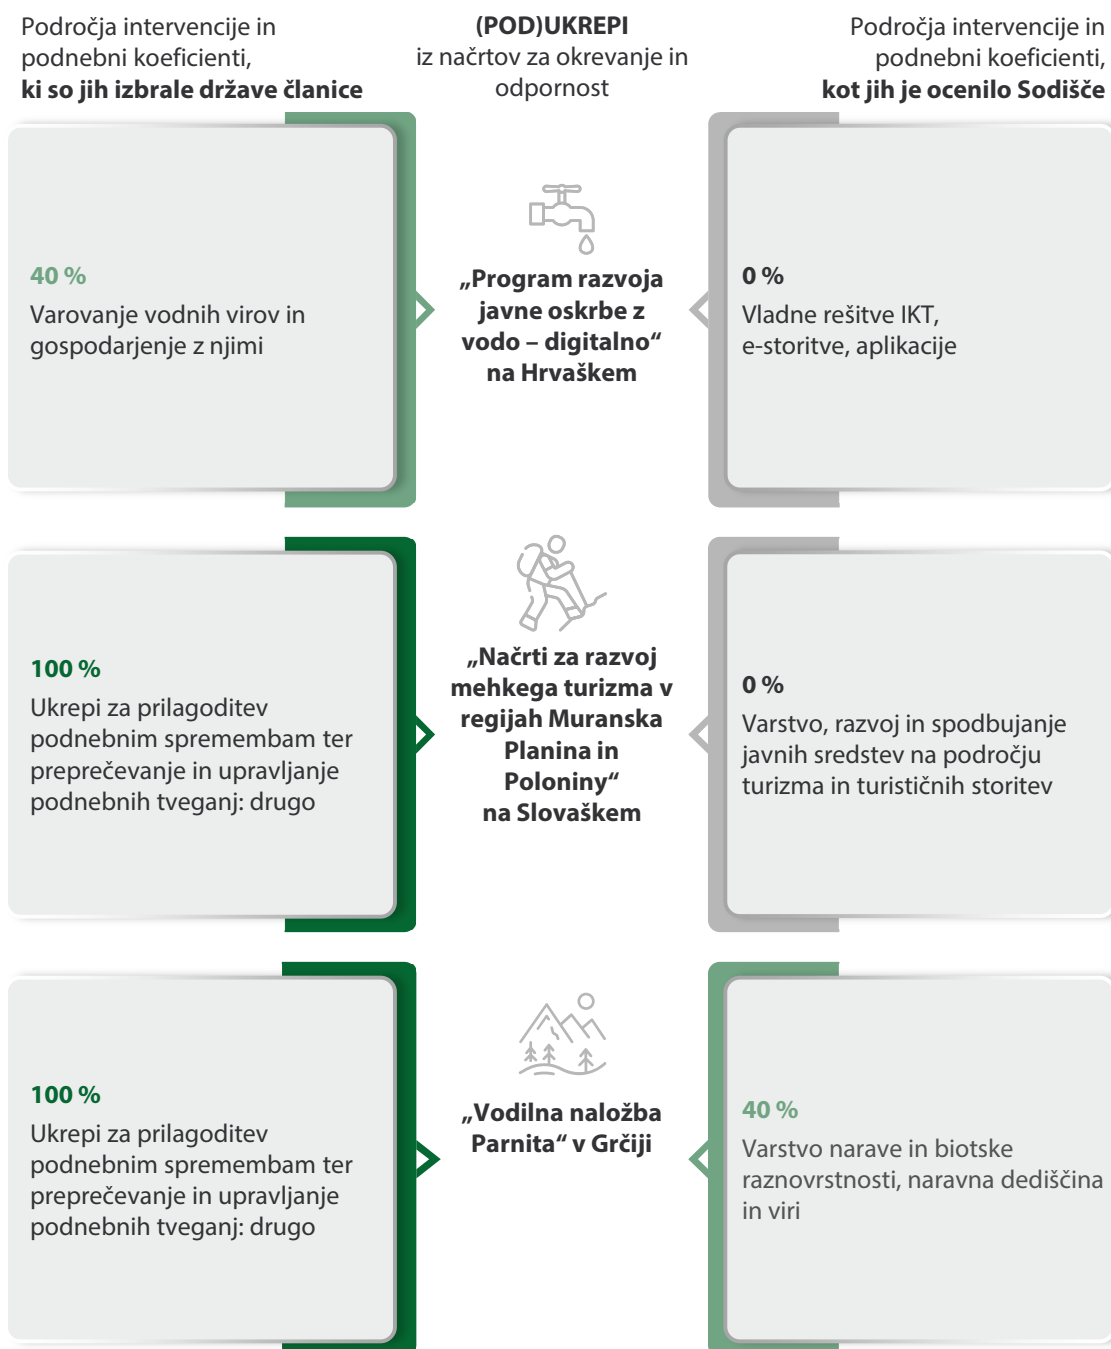 Področja intervencije in
podnebni koeficienti,
ki so jih izbrale države članice
(POD)UKREPI
iz načrtov za okrevanje in
odpornost
Področja intervencije in
podnebni koeficienti,
kot jih je ocenilo Sodišče
40 %
Varovanje vodnih virov in
gospodarjenje z njimi
„Program razvoja
javne oskrbe z
vodo – digitalno“
na Hrvaškem
0 %
Vladne rešitve IKT,
e-storitve, aplikacije
100 %
Ukrepi za prilagoditev
podnebnim spremembam ter
preprečevanje in upravljanje
podnebnih tveganj: drugo
„Načrti za razvoj
mehkega turizma v
regijah Muranska
Planina in
Poloniny“
na Slovaškem
0 %
Varstvo, razvoj in spodbujanje
javnih sredstev na področju
turizma in turističnih storitev
100 %
Ukrepi za prilagoditev
podnebnim spremembam ter
preprečevanje in upravljanje
podnebnih tveganj: drugo
„Vodilna naložba
Parnita“ v Grčiji
40 %
Varstvo narave in biotske
raznovrstnosti, naravna dediščina
in viri